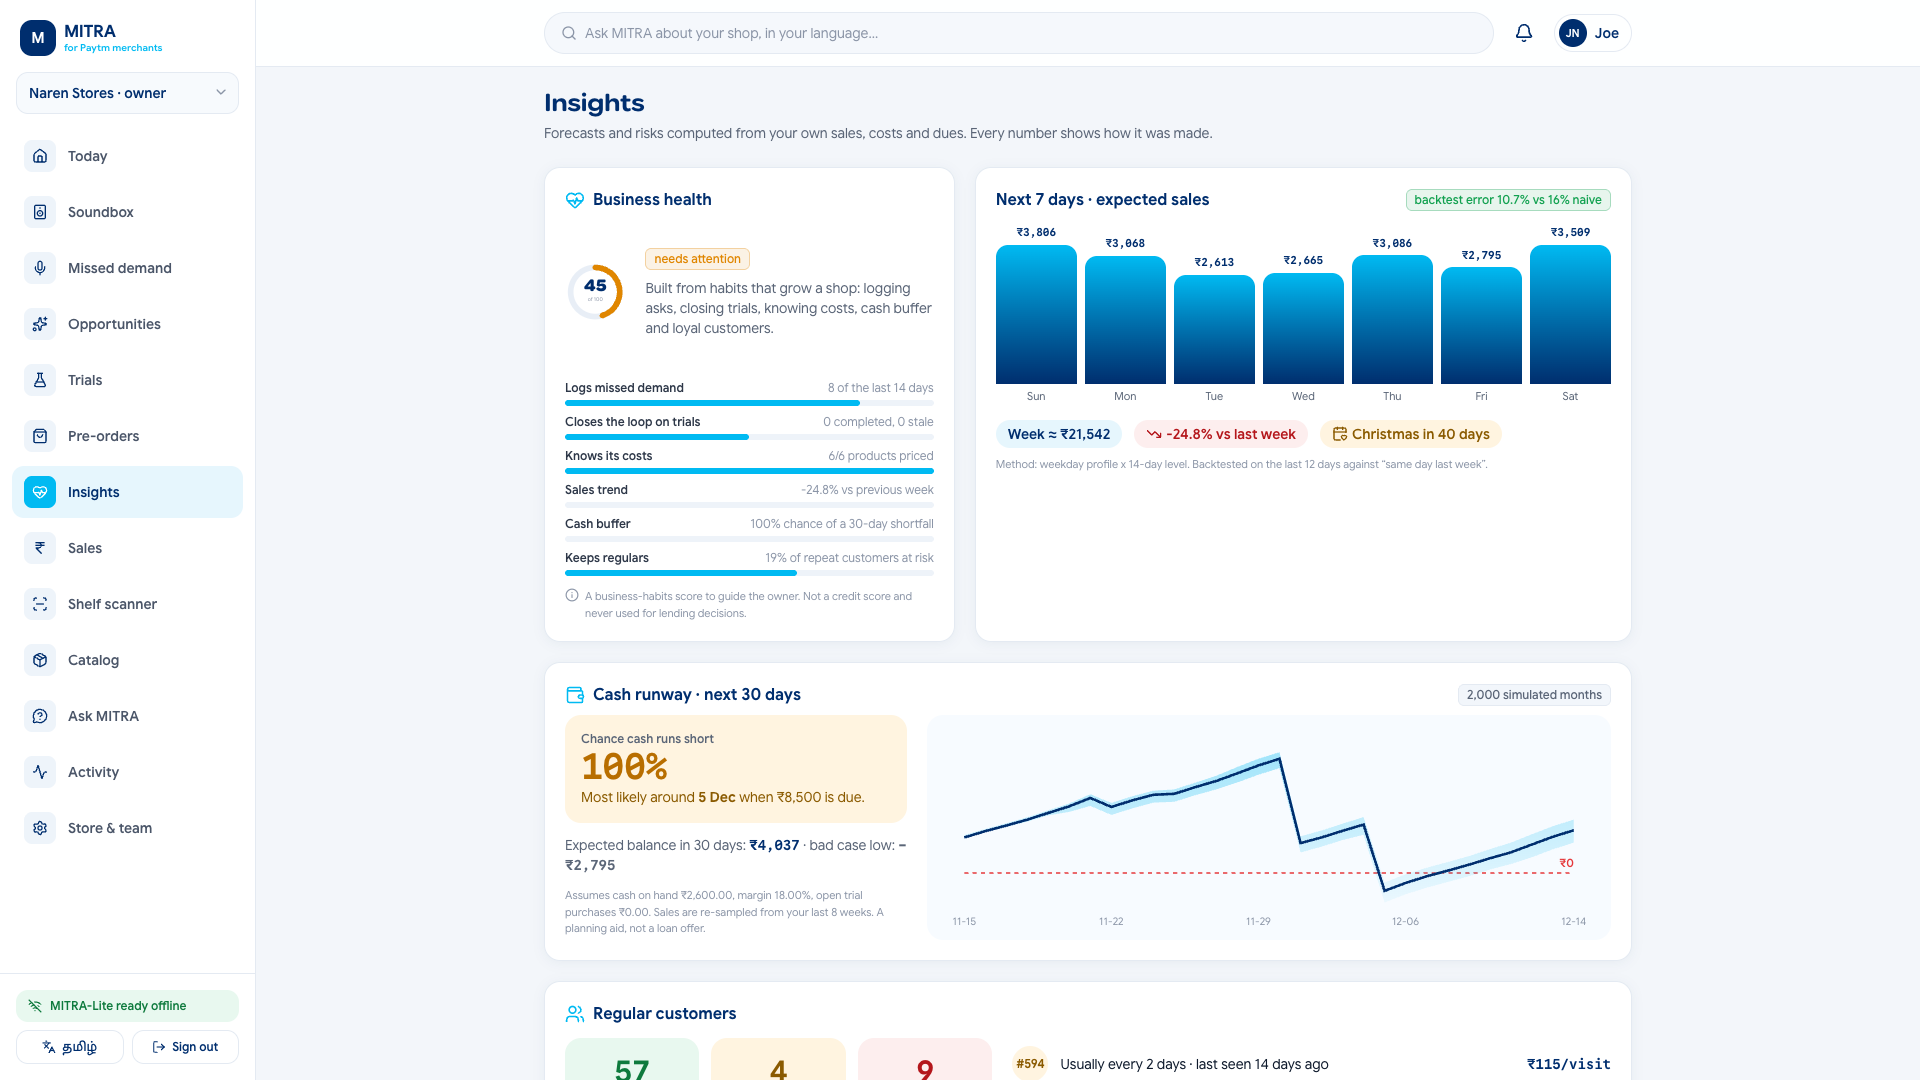 M
MITRA
for Paytm merchants
Naren Stores · owner
Today
Soundbox
Missed demand
Opportunities
Trials
Pre-orders
Insights
Sales
Shelf scanner
Catalog
Ask MITRA
Activity
Store & team
MITRA-Lite ready offline
தமிழ்
Sign out
Ask MITRA about your shop, in your language...
JN
Joe
Insights
Forecasts and risks computed from your own sales, costs and dues. Every number shows how it was made.
Business health
45
of 100
needs attention
Built from habits that grow a shop: logging
asks, closing trials, knowing costs, cash buffer
and loyal customers.
Logs missed demand 8 of the last 14 days
Closes the loop on trials 0 completed, 0 stale
Knows its costs 6/6 products priced
Sales trend -24.8% vs previous week
Cash buffer 100% chance of a 30-day shortfall
Keeps regulars 19% of repeat customers at risk
A business-habits score to guide the owner. Not a credit score and
never used for lending decisions.
Next 7 days · expected sales
backtest error 10.7% vs 16% naive
₹3,806 ₹3,068 ₹2,613 ₹2,665 ₹3,086 ₹2,795 ₹3,509
Sun Mon Tue Wed Thu Fri Sat
Week ≈ ₹21,542
-24.8% vs last week
Christmas in 40 days
Method: weekday profile x 14-day level. Backtested on the last 12 days against “same day last week”.
Cash runway · next 30 days
2,000 simulated months
Chance cash runs short
100%
Most likely around 5 Dec when ₹8,500 is due.
Expected balance in 30 days: ₹4,037 · bad case low: −
₹2,795
Assumes cash on hand ₹2,600.00, margin 18.00%, open trial
purchases ₹0.00. Sales are re-sampled from your last 8 weeks. A
planning aid, not a loan offer.
₹0
11-15 11-22 11-29 12-06 12-14
Regular customers
57
4
9
#594
Usually every 2 days · last seen 14 days ago
₹115/visit